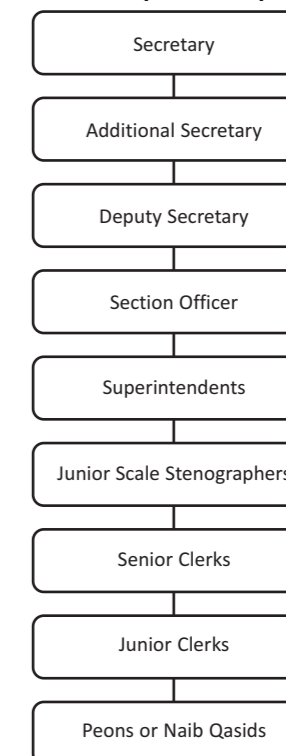 Secretary
Additional Secretary
Deputy Secretary
Section Officer
Superintendents
Junior Scale Stenographers
Senior Clerks
Junior Clerks
Peons or Naib Qasids